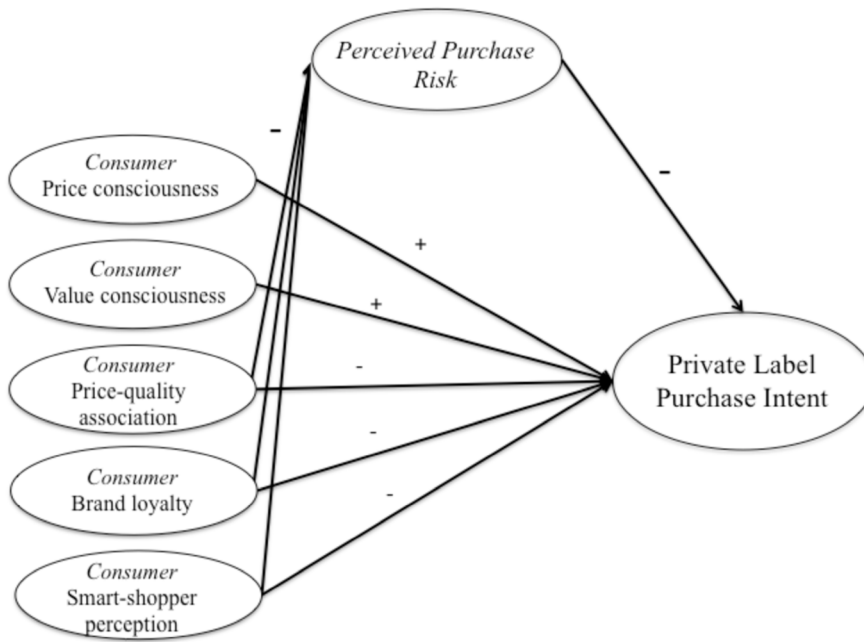 Perceived Purchase
Risk
-
Consumer
Price consciousness
-
+
Consumer
Value consciousness
+
Private Label
Purchase Intent
Consumer
Price-quality
association
-
Consumer
Brand loyalty
-
-
Consumer
Smart-shopper
perception